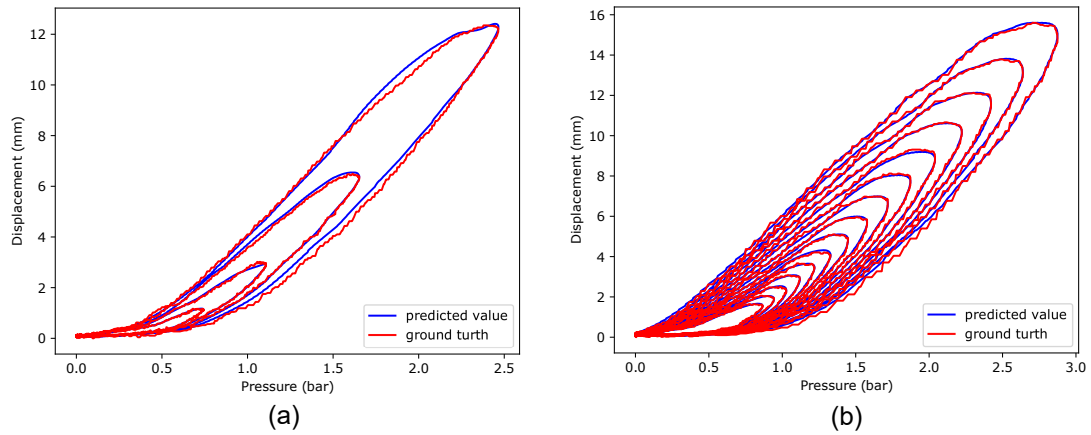 12
10
8
6
4
2
0
Displacement (mm)
0.0 0.5 1.0 1.5 2.0 2.5
Pressure (bar)
predicted value
ground turth
(a)
16
14
12
10
8
6
4
2
0
Displacement (mm)
0.0 0.5 1.0 1.5 2.0 2.5 3.0
Pressure (bar)
predicted value
ground turth
(b)